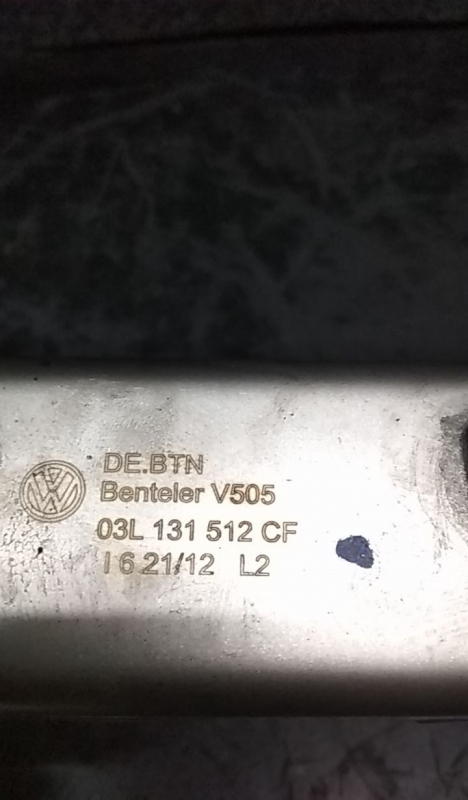 DE.BTN
Benteler V505
03L 131 512 CF
I 6 21/12 L2